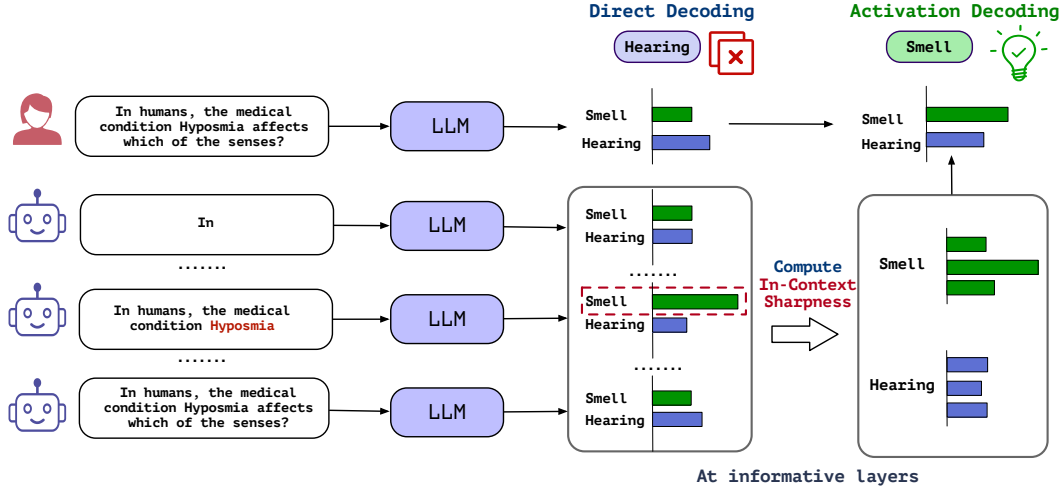 Direct Decoding
Activation Decoding
Hearing
Smell
In humans, the medical
condition Hyposmia affects
which of the senses?
LLM
Smell
Hearing
Smell
Hearing
In
LLM
Smell
Hearing
.......
.......
In humans, the medical
condition Hyposmia
LLM
Smell
Hearing
Compute
In-Context
Sharpness
Smell
Hearing
.......
.......
In humans, the medical
condition Hyposmia affects
which of the senses?
LLM
Smell
Hearing
At informative layers